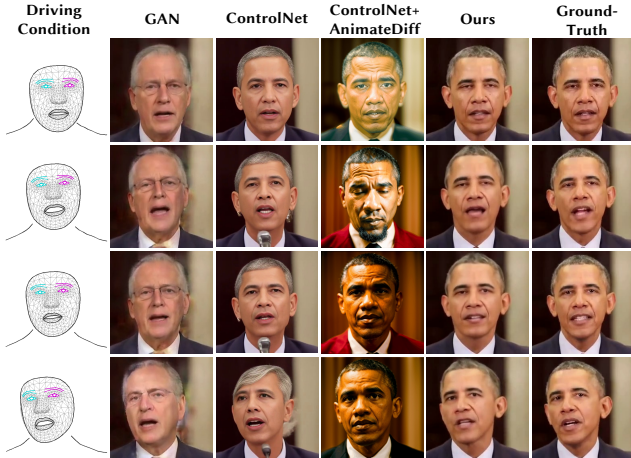 Driving
Condition
GAN
ControlNet
ControlNet+
AnimateDiff
Ours
Ground-
Truth